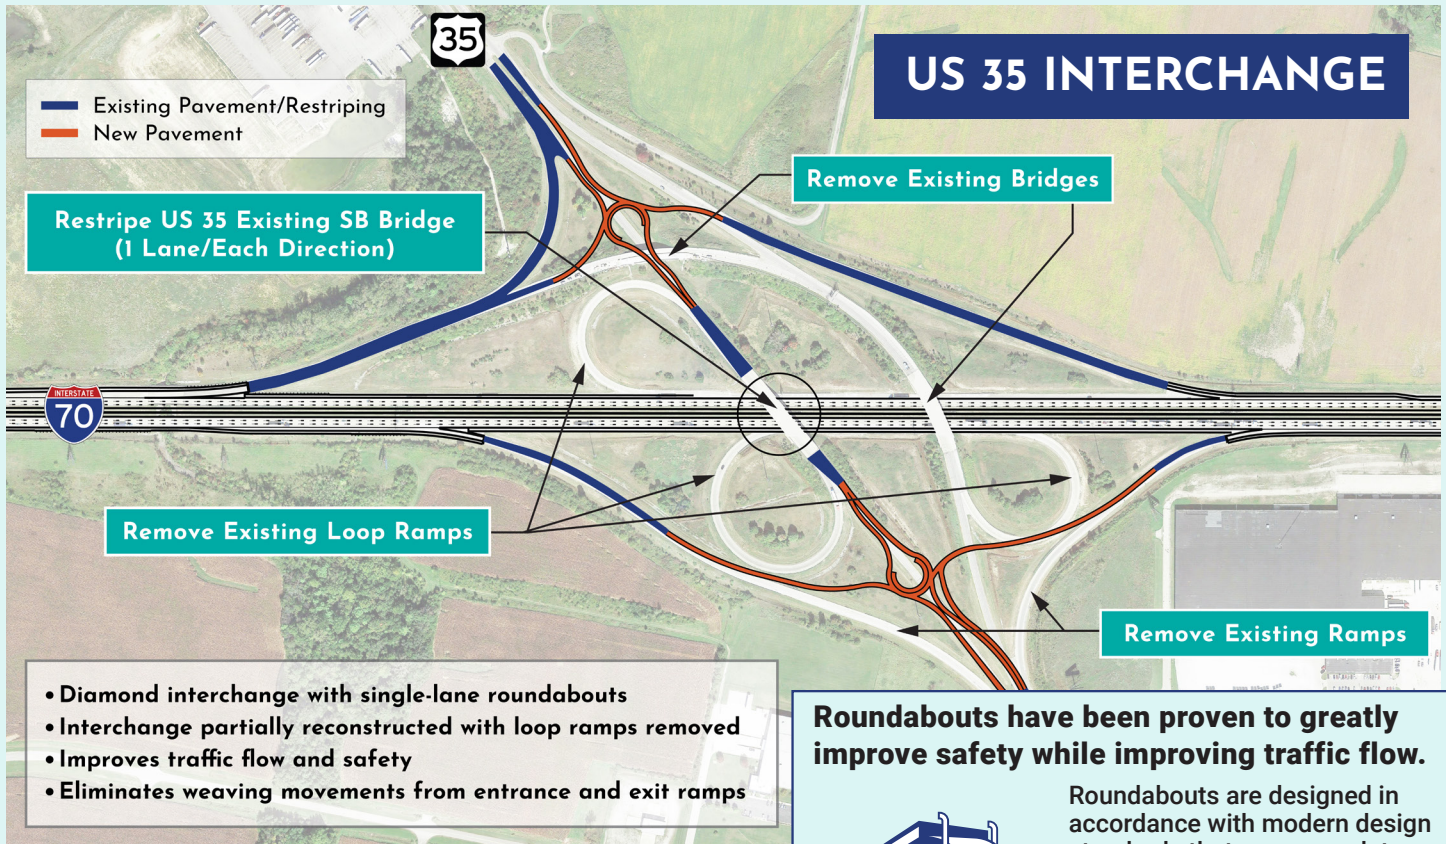 35
US 35 INTERCHANGE
Existing Pavement/Restriping
New Pavement
Remove Existing Bridges
Restripe US 35 Existing SB Bridge
(1 Lane/Each Direction)
INTERSTATE
70
Remove Existing Loop Ramps
Remove Existing Ramps
• Diamond interchange with single-lane roundabouts
• Interchange partially reconstructed with loop ramps removed
• Improves traffic flow and safety
• Eliminates weaving movements from entrance and exit ramps
Roundabouts have been proven to greatly
improve safety while improving traffic flow.
Roundabouts are designed in
accordance with modern design